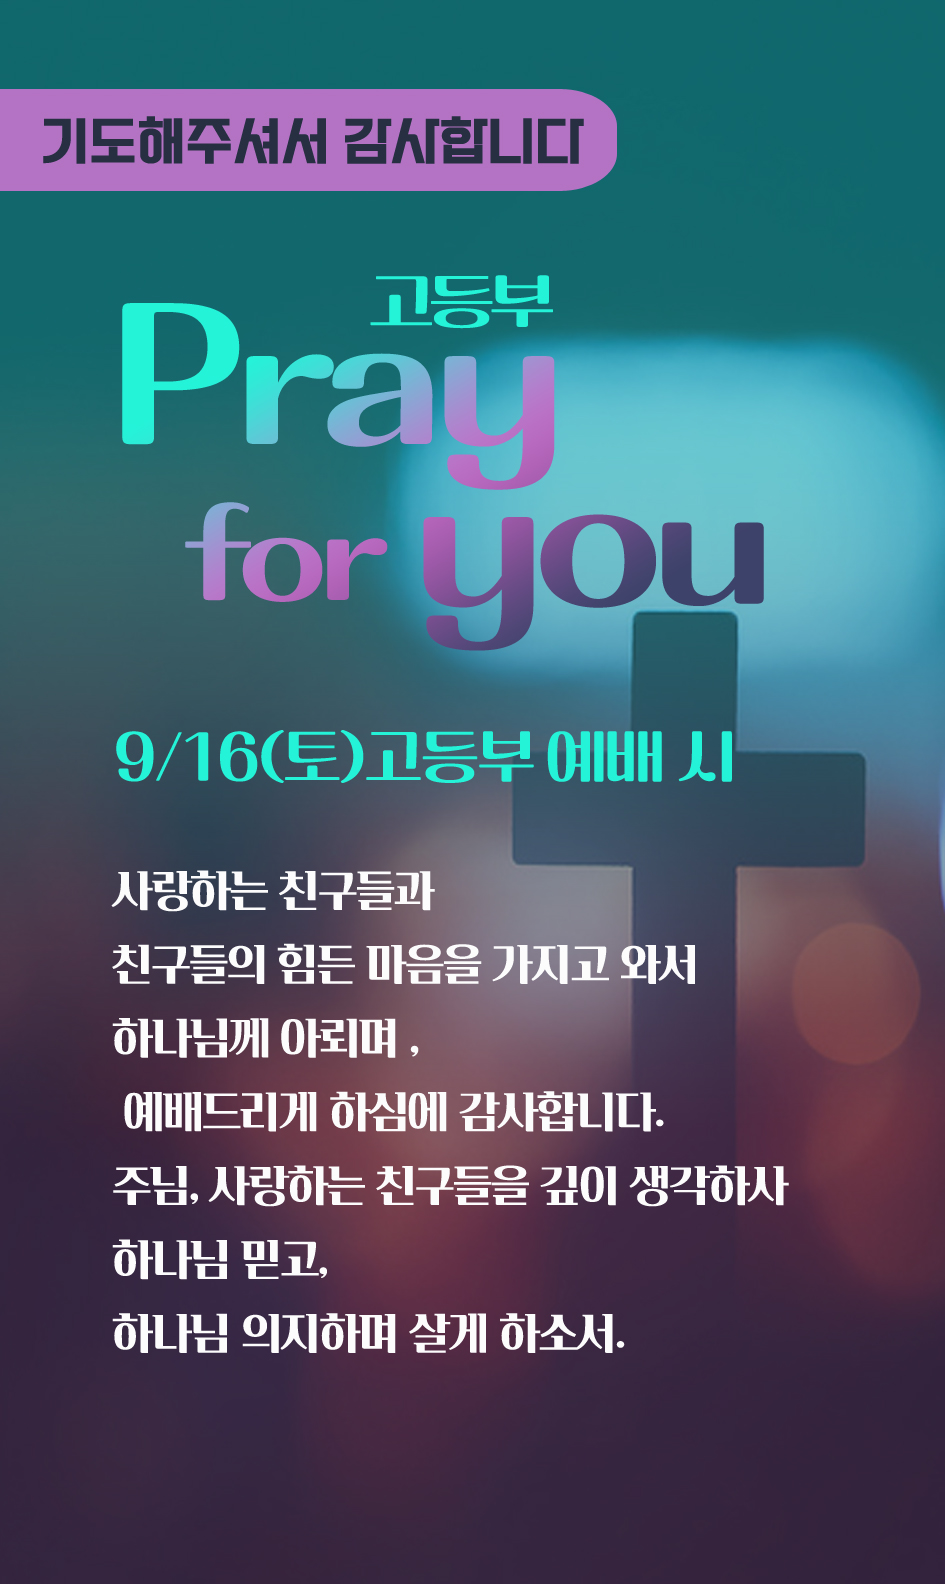 기도해주셔서 감사합니다
고등부
Pray
for you
9/16(토)고등부 예배 시
사랑하는 친구들과
친구들의 힘든 마음을 가지고 와서
하나님께 아뢰며 ,
예배드리게 하심에 감사합니다.
주님, 사랑하는 친구들을 깊이 생각하사
하나님 믿고,
하나님 의지하며 살게 하소서.